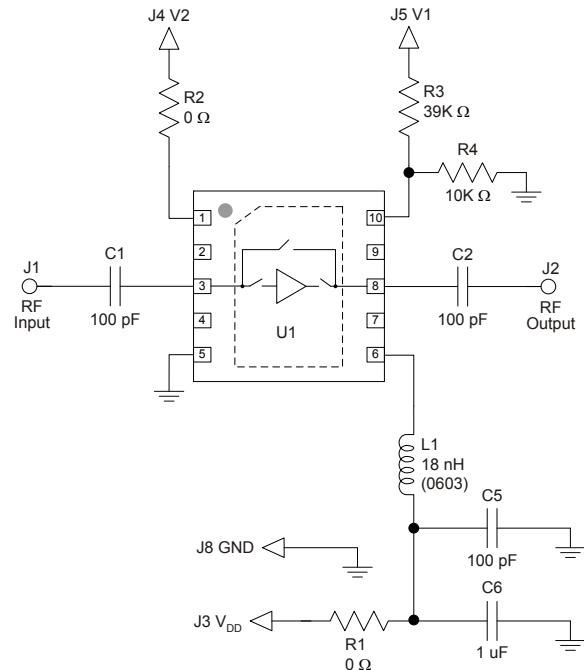 J4 V2
J5 V1
R2
0 Ω
R3
39K Ω
R4
10K Ω
1
10
2
9
C1
C2
J1
3
8
J2
RF
Input
100 pF
4
7
100 pF
RF
Output
U1
5
6
L1
18 nH
(0603)
C5
J8 GND
100 pF
C6
J3 VDD
R1
0 Ω
1 uF